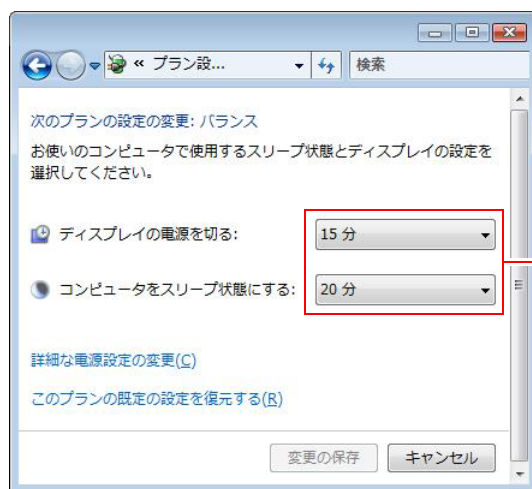 « プラン設...
検索
次のプランの設定の変更: バランス
お使いのコンピュータで使用するスリープ状態とディスプレイの設定を
選択してください。
ディスプレイの電源を切る: 15 分
コンピュータをスリープ状態にする: 20 分
詳細な電源設定の変更(C)
このプランの既定の設定を復元する(R)
変更の保存 キャンセル